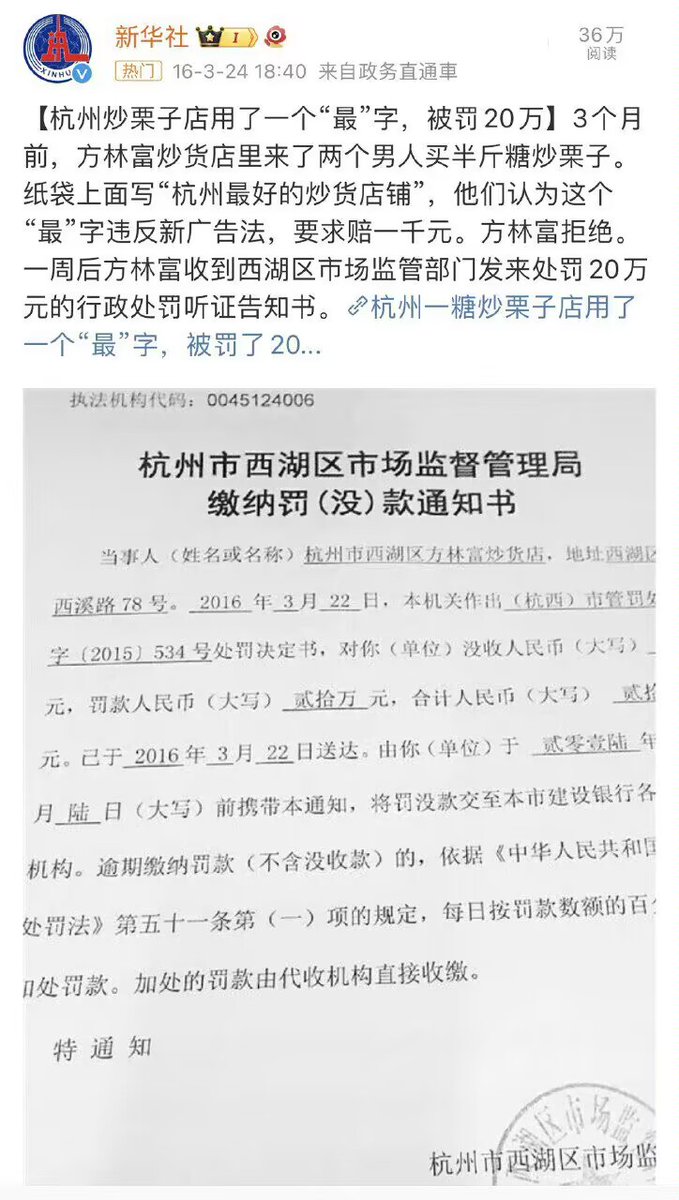 新华社
XINHUA
I
36万
阅读
热门 16-3-24 18:40 来自政务直通車
【杭州炒栗子店用了一个“最”字，被罚20万】3个月
前，方林富炒货店里来了两个男人买半斤糖炒栗子。
纸袋上面写“杭州最好的炒货店铺”，他们认为这个
“最”字违反新广告法，要求赔一千元。方林富拒绝。
一周后方林富收到西湖区市场监管部门发来处罚20万
元的行政处罚听证告知书。杭州一糖炒栗子店用了
一个“最”字，被罚了20...
执法机构代码：0045124006
杭州市西湖区市场监督管理局
缴纳罚(没)款通知书
当事人（姓名或名称）杭州市西湖区方林富炒货店，地址西湖区
西溪路78号。2016年3月22日，本机关作出（杭西）市管罚处
字〔2015〕534号处罚决定书，对你（单位）没收人民币（大写）
元，罚款人民币（大写）贰拾万元，合计人民币（大写）贰拾
元。已于2016年3月22日送达。由你（单位）于贰零壹陆年
月陆日（大写）前携带本通知，将罚没款交至本市建设银行各
机构。逾期缴纳罚款（不含没收款）的，依据《中华人民共和国
处罚法》第五十一条第（一）项的规定，每日按罚款数额的百分
加处罚款。加处的罚款由代收机构直接收缴。
特通知
杭州市西湖区市场监
湖区市场监